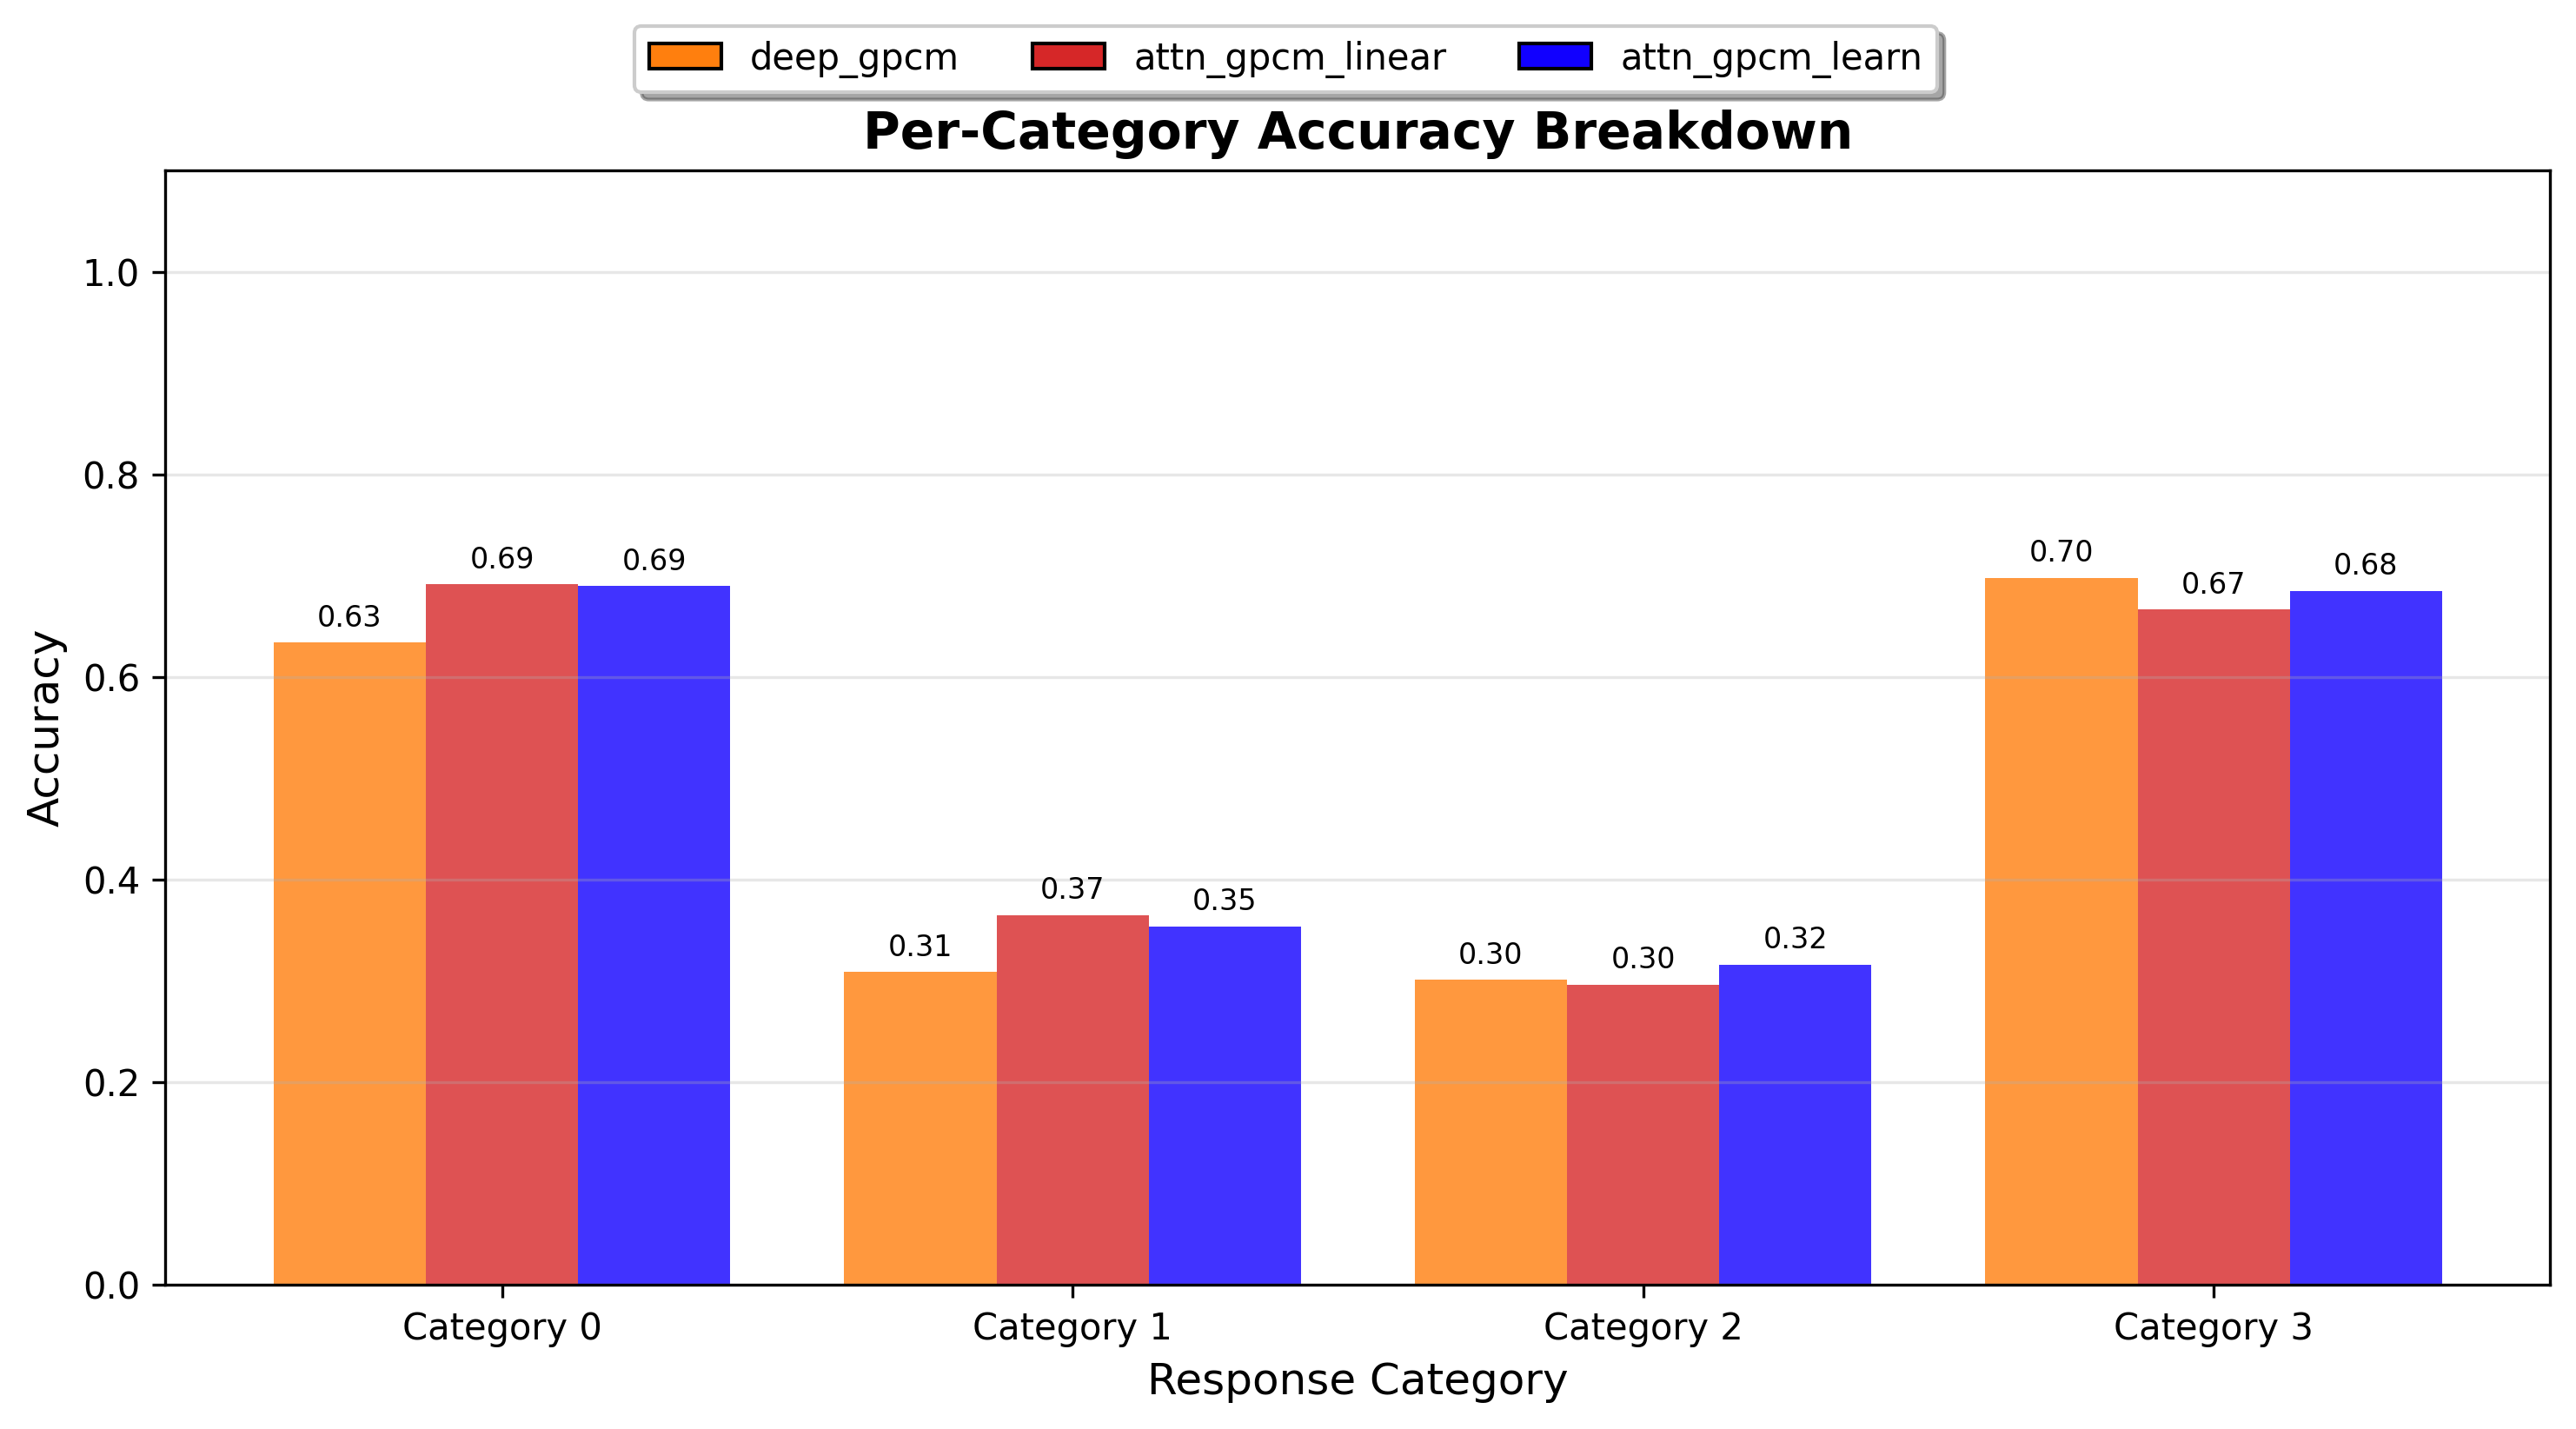 deep_gpcm attn_gpcm_linear attn_gpcm_learn
Per-Category Accuracy Breakdown
Accuracy
1.0
0.8
0.6
0.4
0.2
0.0
0.63 0.69 0.69
0.31 0.37 0.35
0.30 0.30 0.32
0.70 0.67 0.68
Category 0 Category 1 Category 2 Category 3
Response Category